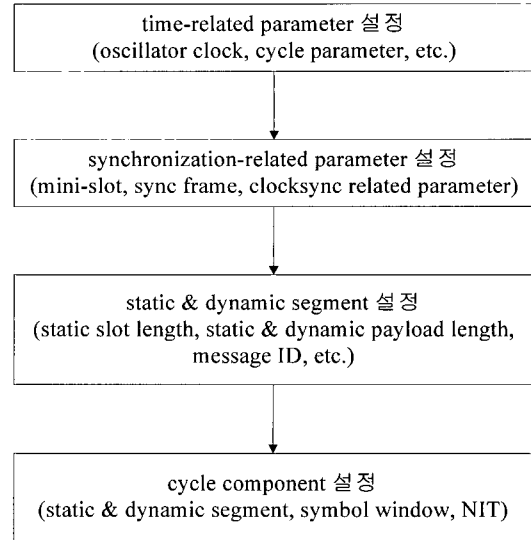 time-related parameter 설정
(oscillator clock, cycle parameter, etc.)
synchronization-related parameter 설정
(mini-slot, sync frame, clocksync related parameter)
static & dynamic segment 설정
(static slot length, static & dynamic payload length,
message ID, etc.)
cycle component 설정
(static & dynamic segment, symbol window, NIT)